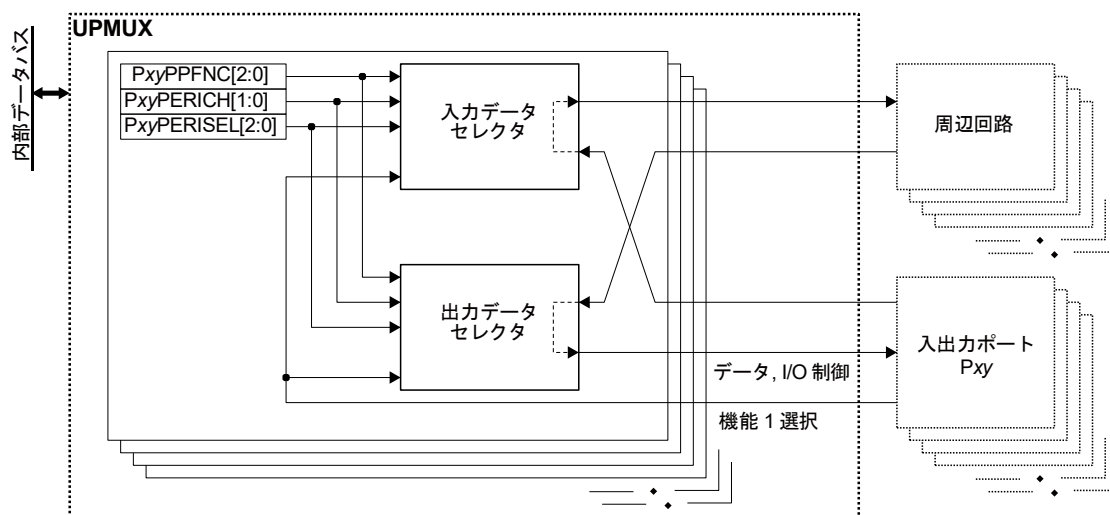 UPMUX
内部データバス
PxyPPFNC[2:0]
PxyPERICH[1:0]
PxyPERISEL[2:0]
入力データ
セレクタ
周辺回路
出力データ
セレクタ
入出力ポート
Pxy
データ, I/O 制御
機能 1 選択